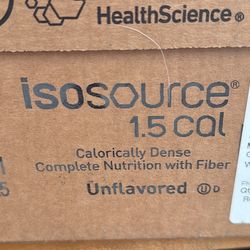 HealthScience®
isosource®
1.5 cal
Calorically Dense
Complete Nutrition with Fiber
Unflavored Ⓤ D